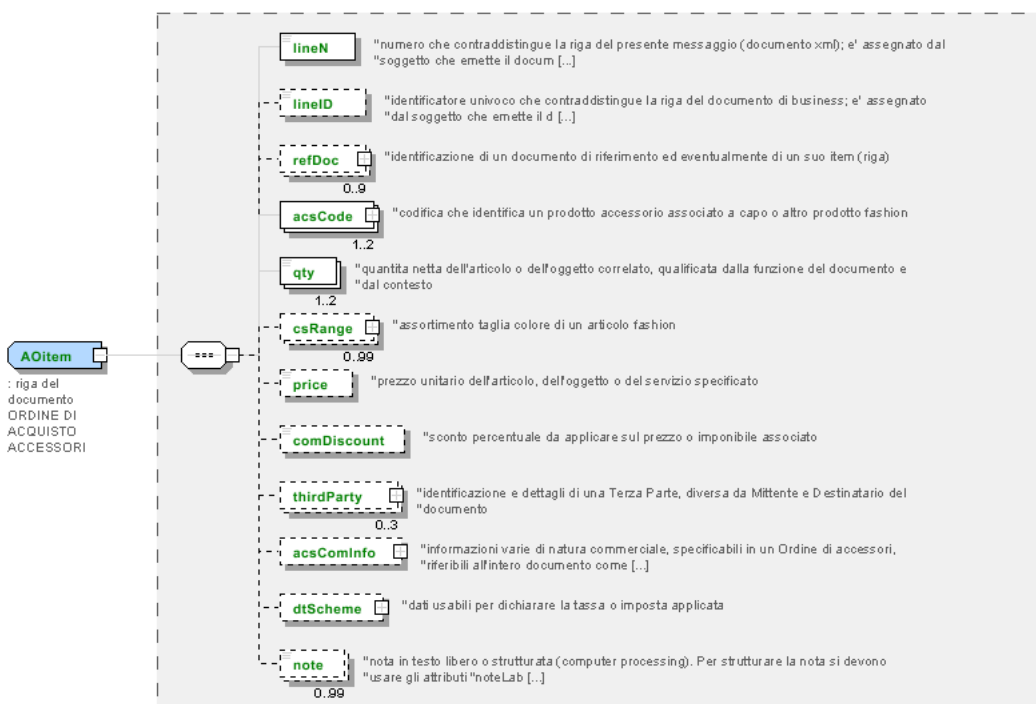 lineN
"numero che contraddistingue la riga del presente messaggio (documento xml); e' assegnato dal
"soggetto che emette il docum [...]
lineID
"identificatore univoco che contraddistingue la riga del documento di business; e' assegnato
"dal soggetto che emette il d [...]
refDoc
"identificazione di un documento di riferimento ed eventualmente di un suo item (riga)
0..9
acsCode
"codifica che identifica un prodotto accessorio associato a capo o altro prodotto fashion
1..2
qty
"quantita netta dell'articolo o dell'oggetto correlato, qualificata dalla funzione del documento e
"dal contesto
1..2
csRange
"assortimento taglia colore di un articolo fashion
0..99
AOitem
: riga del
documento
ORDINE DI
ACQUISTO
ACCESSORI
price
"prezzo unitario dell'articolo, dell'oggetto o del servizio specificato
comDiscount
"sconto percentuale da applicare sul prezzo o imponibile associato
thirdParty
"identificazione e dettagli di una Terza Parte, diversa da Mittente e Destinatario del
"documento
0..3
acsComInfo
"informazioni varie di natura commerciale, specificabili in un Ordine di accessori,
"riferibili all'intero documento come [...]
dtScheme
"dati usabili per dichiarare la tassa o imposta applicata
note
"nota in testo libero o strutturata (computer processing). Per strutturare la nota si devono
"usare gli attributi "noteLab [...]
0..99